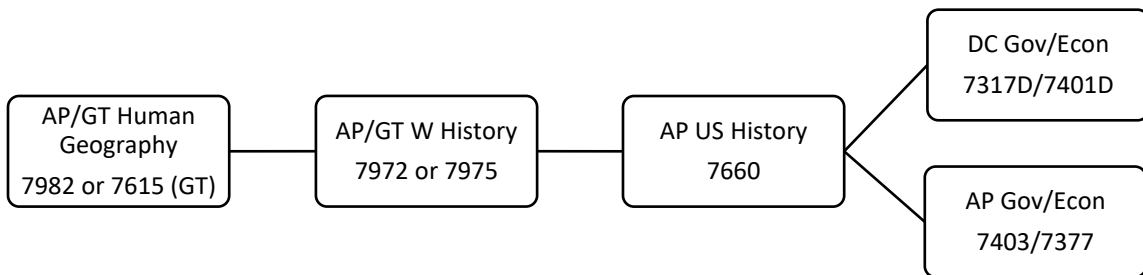 AP/GT Human
Geography
7982 or 7615 (GT)
AP/GT W History
7972 or 7975
AP US History
7660
DC Gov/Econ
7317D/7401D
AP Gov/Econ
7403/7377